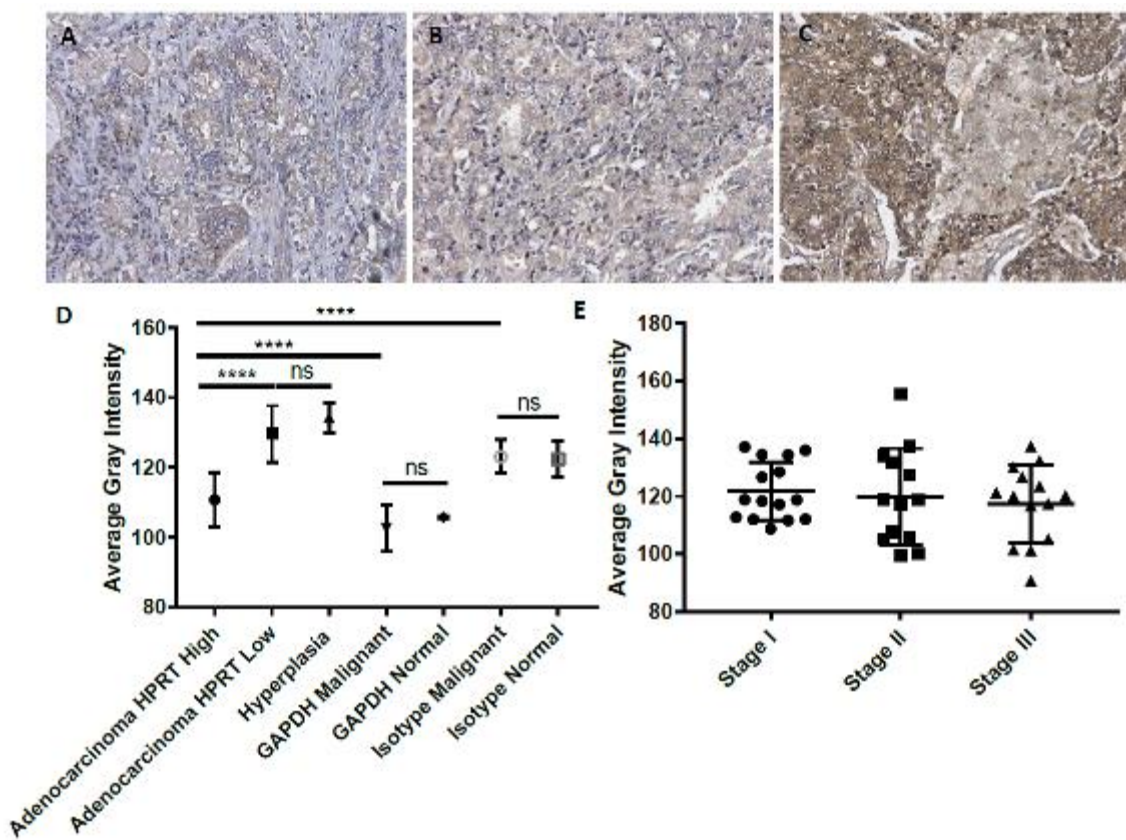 A
B
C
D
E
Average Gray Intensity
160
140
120
100
80
****
****
****
ns
ns
ns
Adenocarcinoma HPRT High
Adenocarcinoma HPRT Low
Hyperplasia
GAPDH Malignant
GAPDH Normal
Isotype Malignant
Isotype Normal
Average Gray Intensity
180
160
140
120
100
80
Stage I
Stage II
Stage III